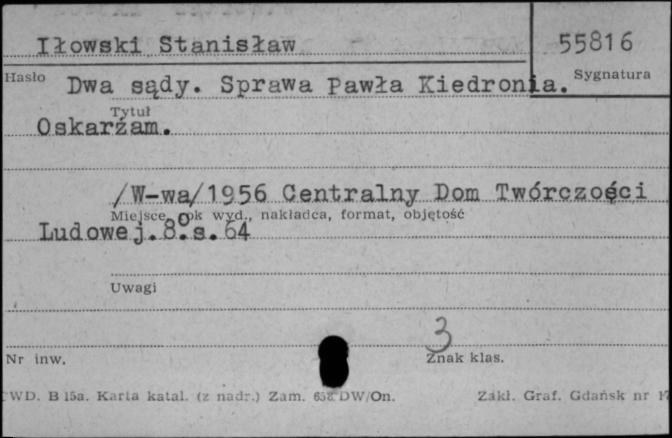 Iłowski Stanisław
55816
Hasło
Sygnatura
Dwa sądy. Sprawa Pawła Kiedronia.
Tytuł
Oskarżam.
/W-wa/1956 Centralny Dom Twórczości
Miejsce, rok wyd., nakładca, format, objętość
Ludowej.8°.s.64
Uwagi
3
Nr inw.
Znak klas.
WD. B 15a. Karta katal. (z nadr.) Zam. DW/On.
Zakł. Graf. Gdańsk nr